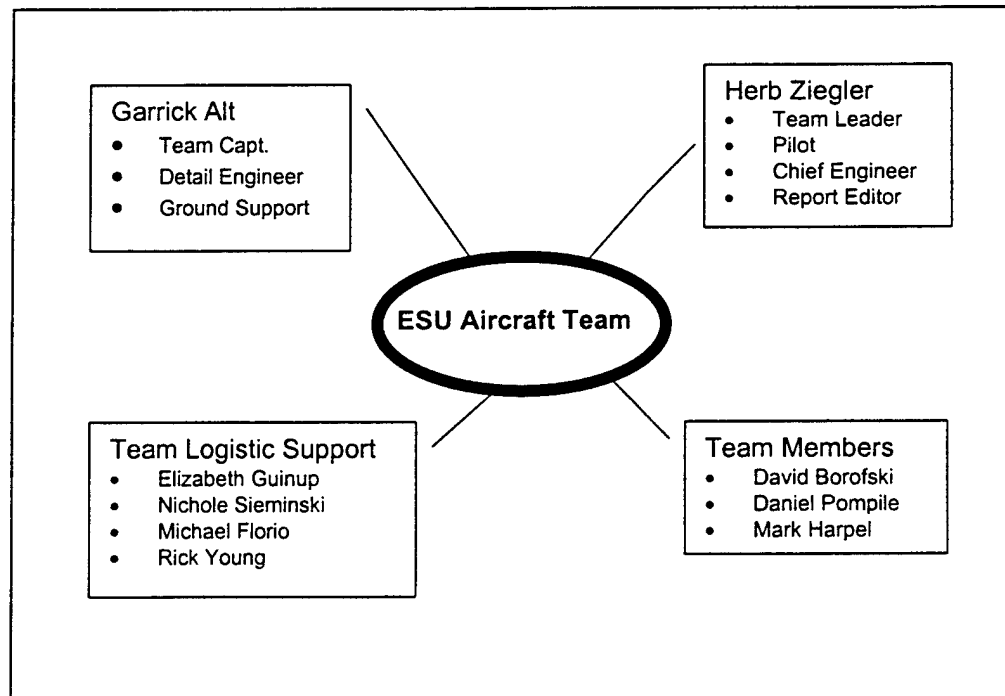 Garrick Alt
• Team Capt.
• Detail Engineer
• Ground Support
Herb Ziegler
• Team Leader
• Pilot
• Chief Engineer
• Report Editor
ESU Aircraft Team
Team Logistic Support
• Elizabeth Guinup
• Nichole Sieminski
• Michael Florio
• Rick Young
Team Members
• David Borofski
• Daniel Pompile
• Mark Harpel